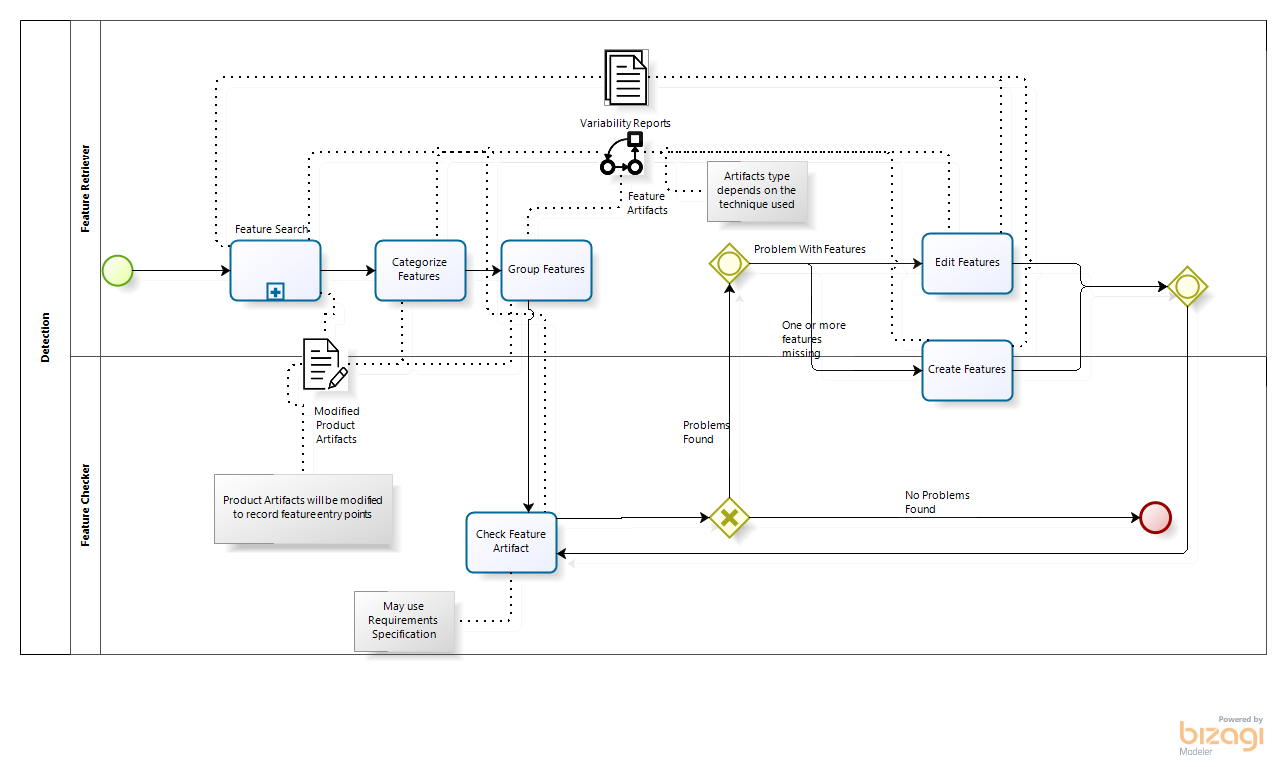 Detection
Feature Retriever
Feature Checker
Variability Reports
Feature
Artifacts
Artifacts type
depends on the
technique used
Feature Search
Categorize
Features
Group Features
Problem With Features
Edit Features
One or more
features
missing
Create Features
Modified
Product
Artifacts
Problems
Found
Product Artifacts will be modified
to record feature entry points
No Problems
Found
Check Feature
Artifact
May use
Requirements
Specification
Powered by
bizagi
Modeler